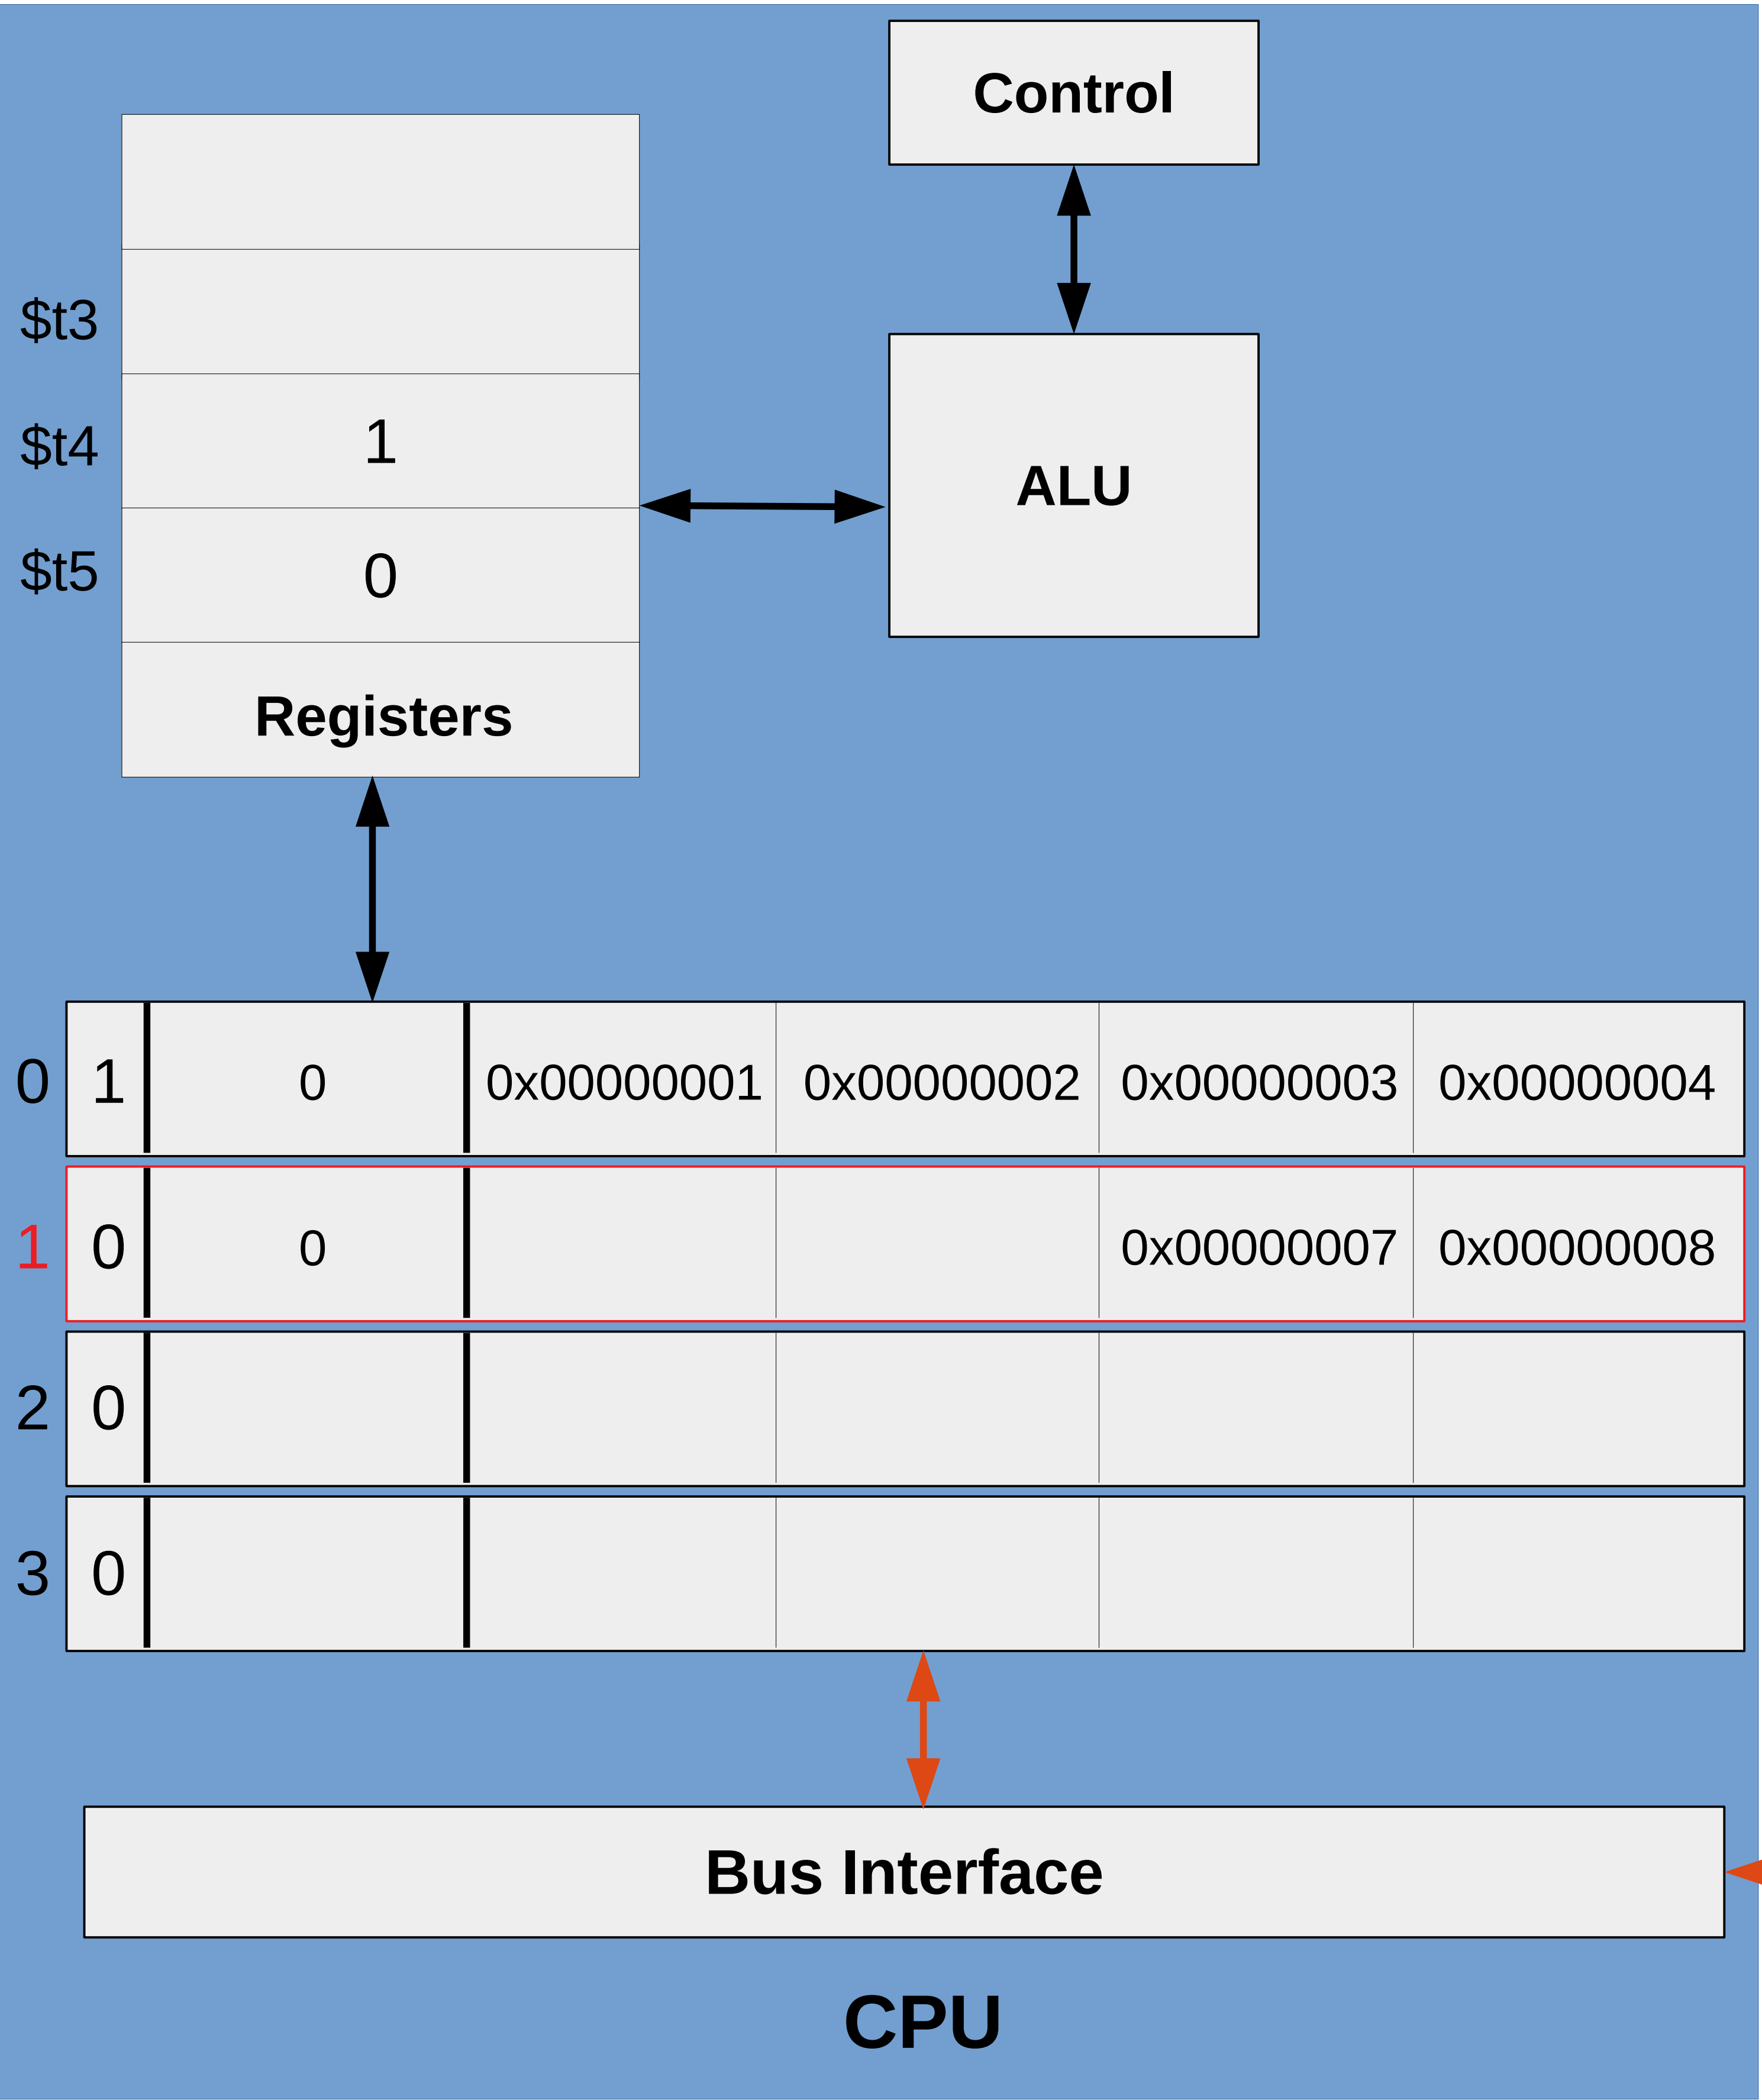 Control
$t3
$t4 1
ALU
$t5 0
Registers
0 1 0 0x00000001 0x00000002 0x00000003 0x00000004
1 0 0 0x00000007 0x00000008
2 0
3 0
Bus Interface
CPU